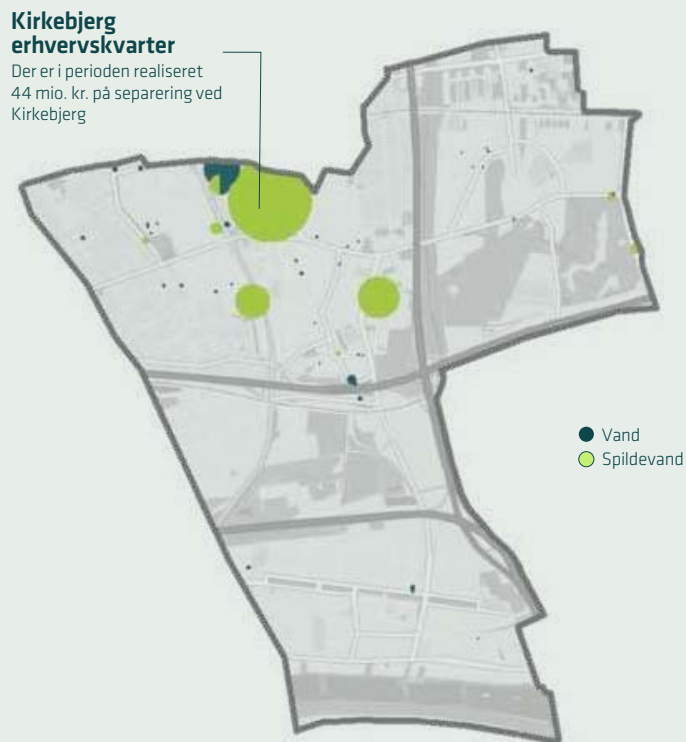 Kirkebjerg
erhvervskvarter
Der er i perioden realiseret
44 mio. kr. på separering ved
Kirkebjerg
Vand
Spildevand